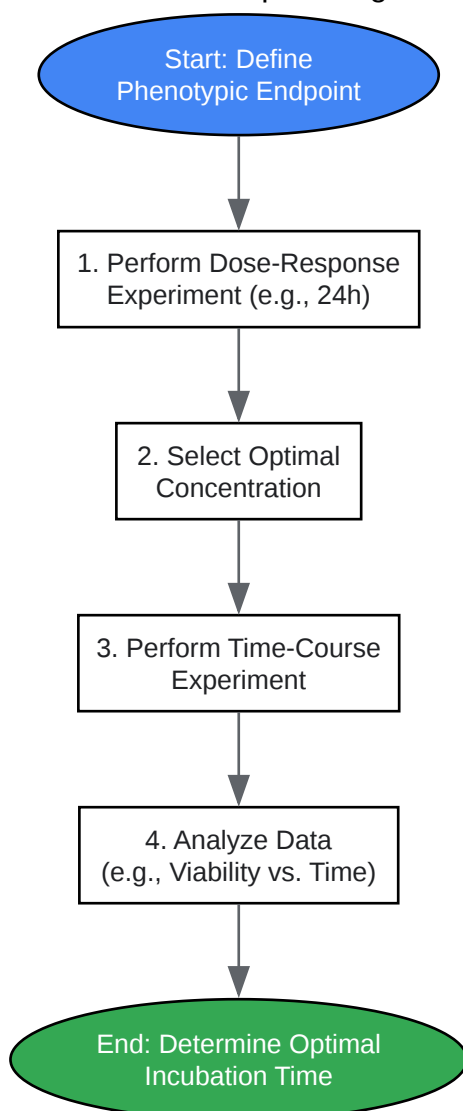 Start: Define
Phenotypic Endpoint
1. Perform Dose-Response
Experiment (e.g., 24h)
2. Select Optimal
Concentration
3. Perform Time-Course
Experiment
4. Analyze Data
(e.g., Viability vs. Time)
End: Determine Optimal
Incubation Time